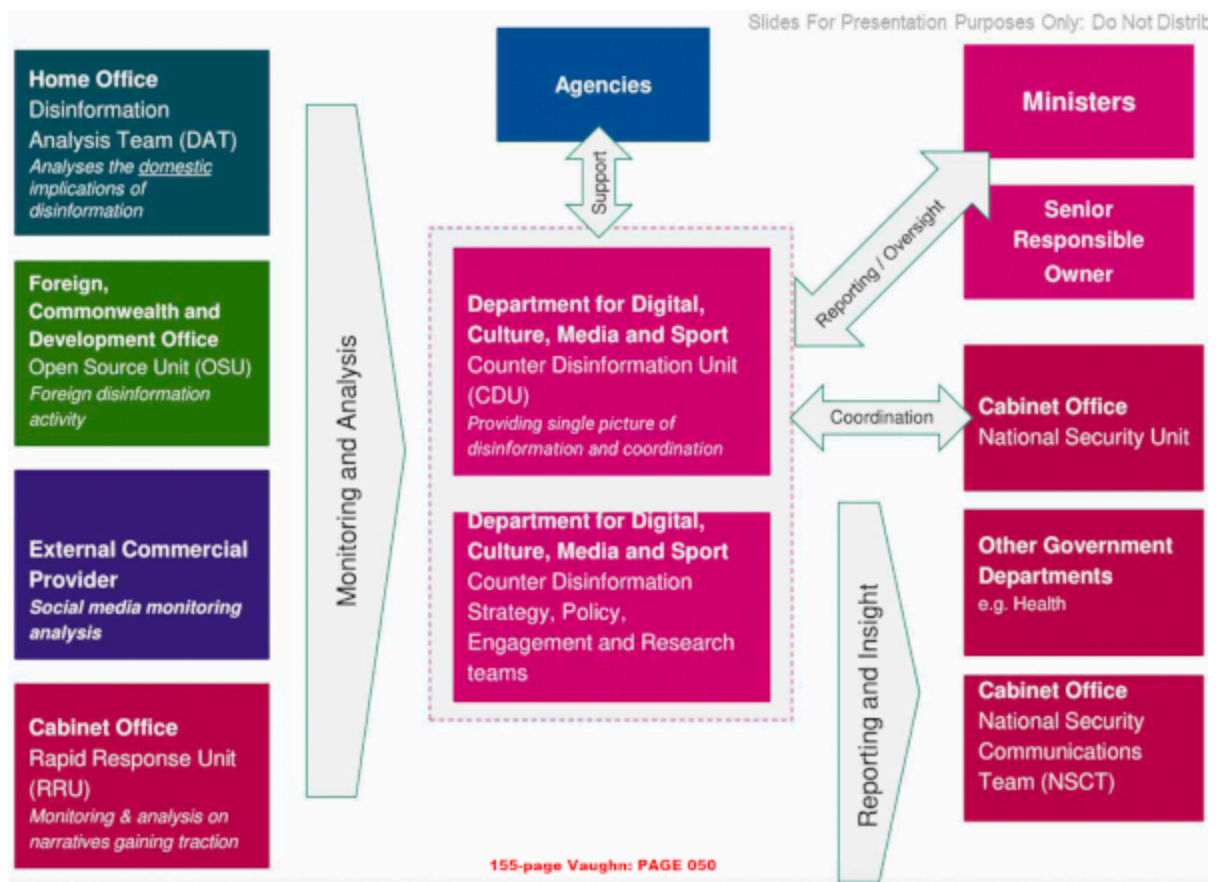 Slides For Presentation Purposes Only: Do Not Distrib
Home Office
Disinformation
Analysis Team (DAT)
Analyses the domestic
implications of
disinformation
Foreign,
Commonwealth and
Development Office
Open Source Unit (OSU)
Foreign disinformation
activity
External Commercial
Provider
Social media monitoring
analysis
Cabinet Office
Rapid Response Unit
(RRU)
Monitoring & analysis on
narratives gaining traction
Monitoring and Analysis
Agencies
Support
Department for Digital,
Culture, Media and Sport
Counter Disinformation Unit
(CDU)
Providing single picture of
disinformation and coordination
Department for Digital,
Culture, Media and Sport
Counter Disinformation
Strategy, Policy,
Engagement and Research
teams
Reporting / Oversight
Coordination
Reporting and Insight
Ministers
Senior
Responsible
Owner
Cabinet Office
National Security Unit
Other Government
Departments
e.g. Health
Cabinet Office
National Security
Communications
Team (NSCT)
155-page Vaughn: PAGE 050